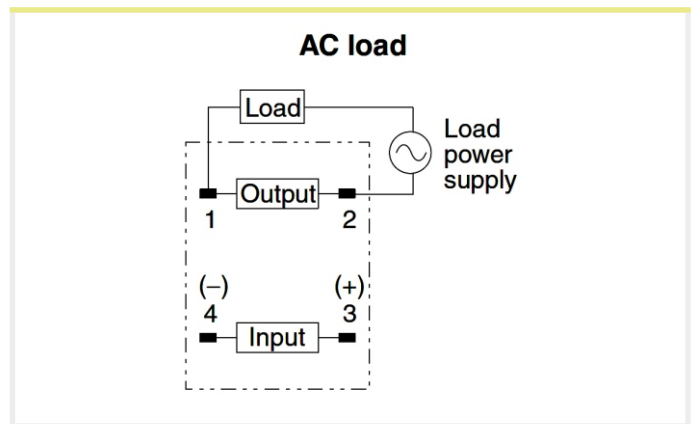 AC load
Load
Load
power
supply
Output
1 2
(–) (+)
4 3
Input